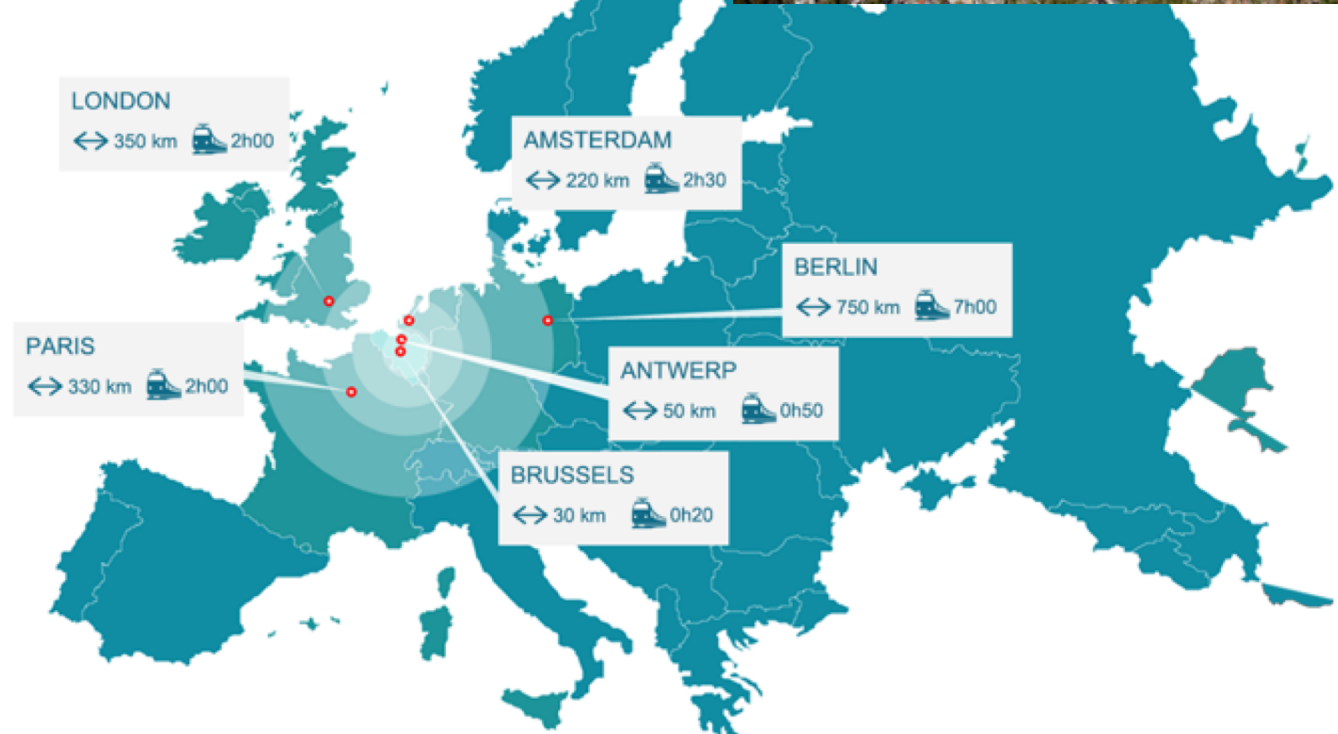 LONDON
350 km 2h00
AMSTERDAM
220 km 2h30
BERLIN
750 km 7h00
PARIS
330 km 2h00
ANTWERP
50 km 0h50
BRUSSELS
30 km 0h20